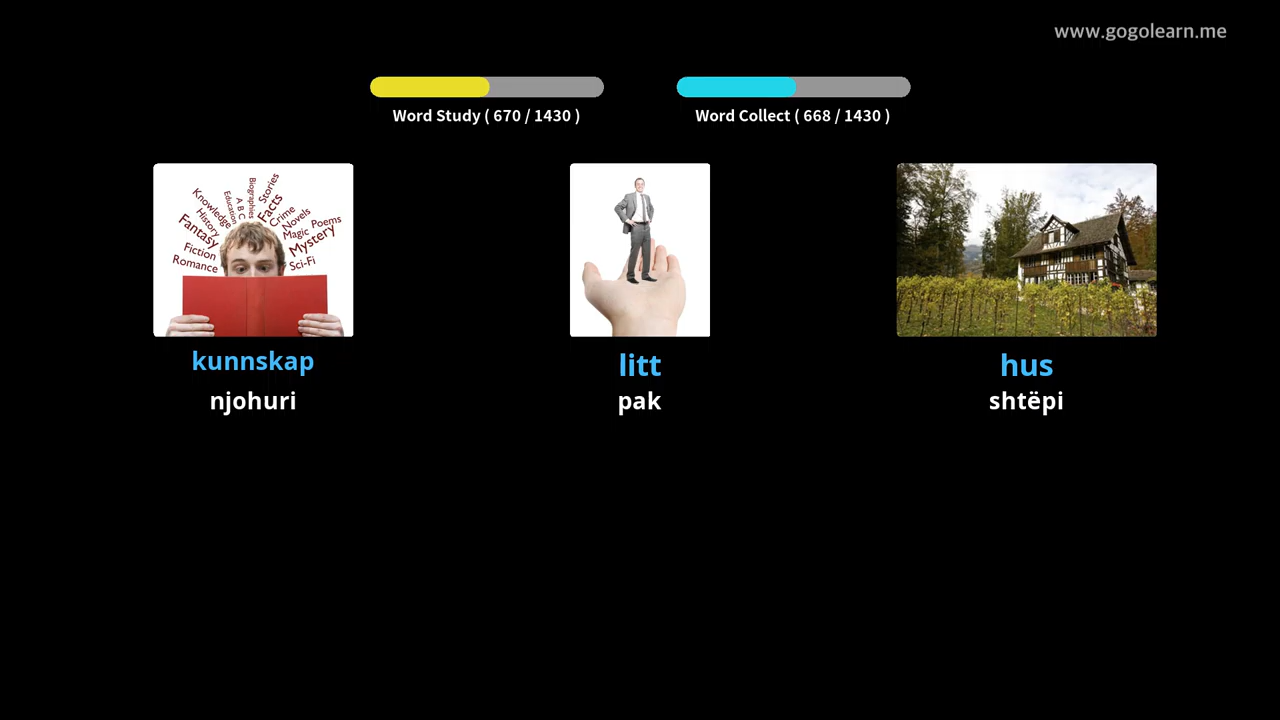 www.gogolearn.me
Word Study ( 670 / 1430 )
Word Collect ( 668 / 1430 )
Stories
Biographies
A B C
Education
Knowledge
History
Facts
Crime
Novels
Magic
Poems
Fantasy
Mystery
Fiction
Romance
Sci-Fi
kunnskap
litt
hus
njohuri
pak
shtëpi